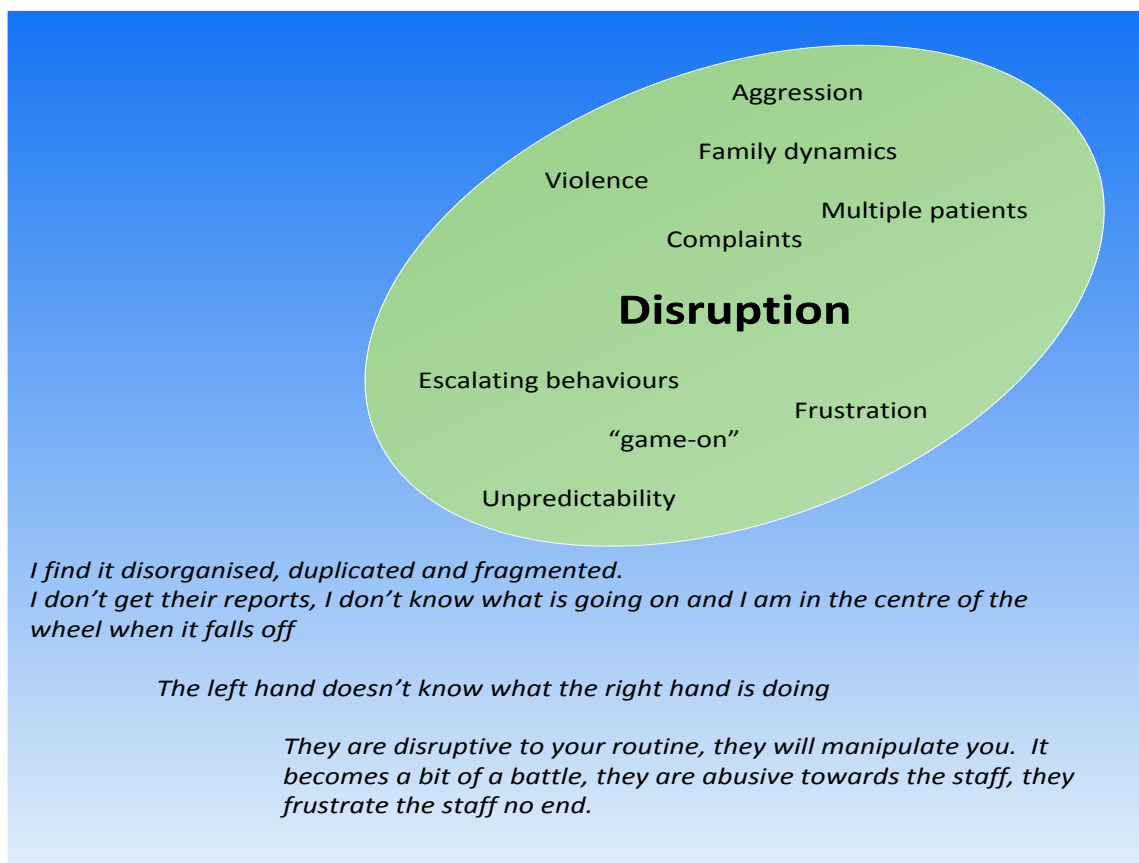 Aggression
Family dynamics
Violence
Multiple patients
Complaints
Disruption
Escalating behaviours
Frustration
“game-on”
Unpredictability
I find it disorganised, duplicated and fragmented.
I don’t get their reports, I don’t know what is going on and I am in the centre of the
wheel when it falls off
The left hand doesn’t know what the right hand is doing
They are disruptive to your routine, they will manipulate you.  It
becomes a bit of a battle, they are abusive towards the staff, they
frustrate the staff no end.